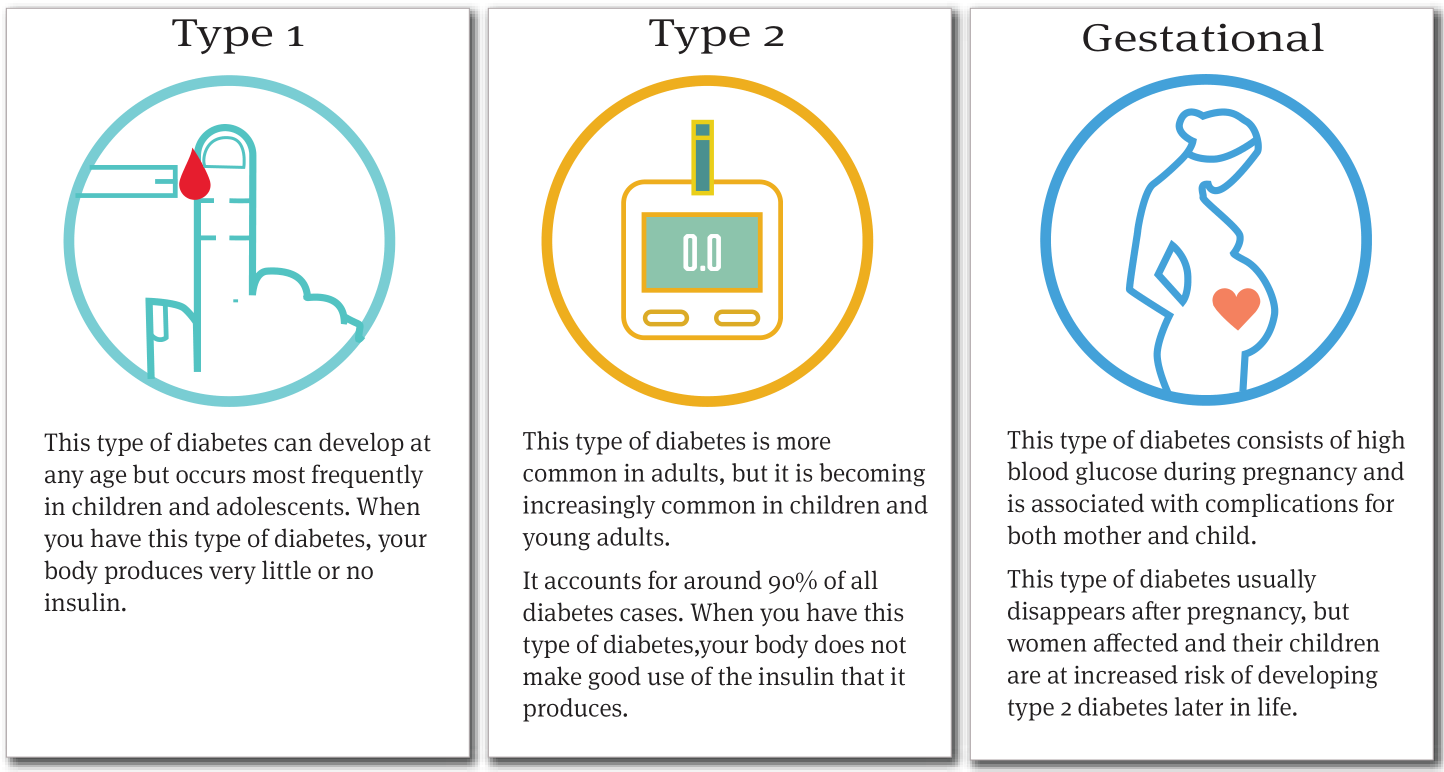 Type 1
This type of diabetes can develop at
any age but occurs most frequently
in children and adolescents. When
you have this type of diabetes, your
body produces very little or no
insulin.
Type 2
0.0
This type of diabetes is more
common in adults, but it is becoming
increasingly common in children and
young adults.
It accounts for around 90% of all
diabetes cases. When you have this
type of diabetes,your body does not
make good use of the insulin that it
produces.
Gestational
This type of diabetes consists of high
blood glucose during pregnancy and
is associated with complications for
both mother and child.
This type of diabetes usually
disappears after pregnancy, but
women affected and their children
are at increased risk of developing
type 2 diabetes later in life.